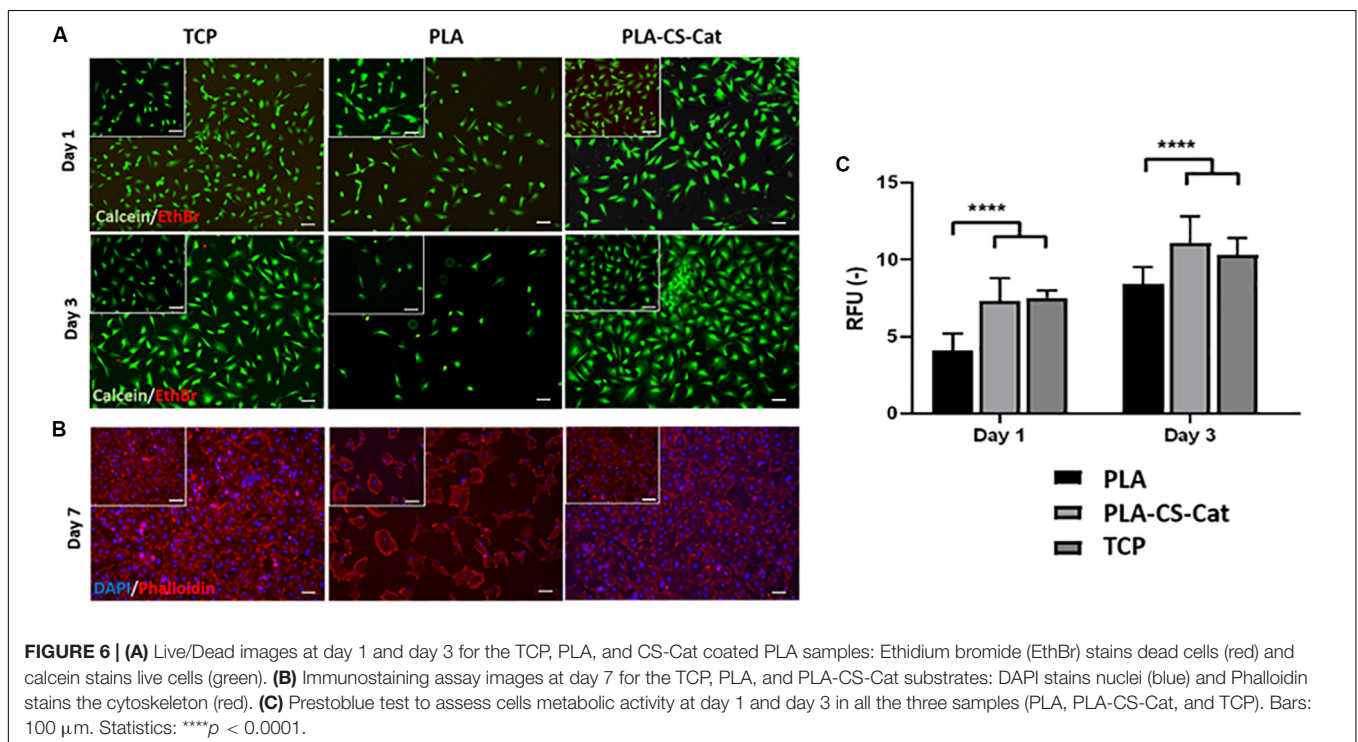 A
TCP PLA PLA-CS-Cat
Day 1
Calcein/EthBr
Day 3
Calcein/EthBr
B
Day 7
DAPI/Phalloidin
C
****
****
RFU (-)
15
10
5
0
Day 1 Day 3
PLA
PLA-CS-Cat
TCP
FIGURE 6 | (A) Live/Dead images at day 1 and day 3 for the TCP, PLA, and CS-Cat coated PLA samples: Ethidium bromide (EthBr) stains dead cells (red) and
calcein stains live cells (green). (B) Immunostaining assay images at day 7 for the TCP, PLA, and PLA-CS-Cat substrates: DAPI stains nuclei (blue) and Phalloidin
stains the cytoskeleton (red). (C) Prestoblue test to assess cells metabolic activity at day 1 and day 3 in all the three samples (PLA, PLA-CS-Cat, and TCP). Bars:
100 μm. Statistics: ****p < 0.0001.